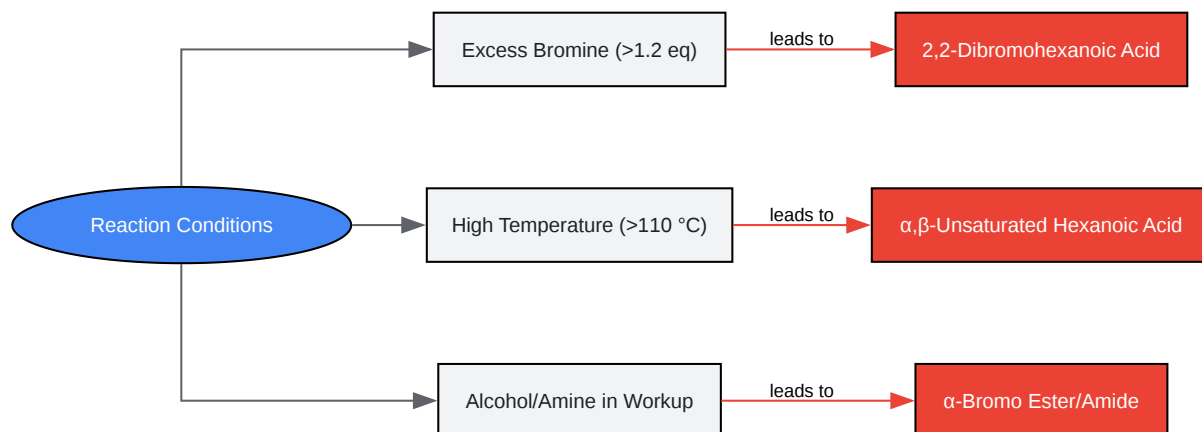 Excess Bromine (>1.2 eq)
leads to
2,2-Dibromohexanoic Acid
Reaction Conditions
High Temperature (>110 °C)
leads to
α,β-Unsaturated Hexanoic Acid
Alcohol/Amine in Workup
leads to
α-Bromo Ester/Amide